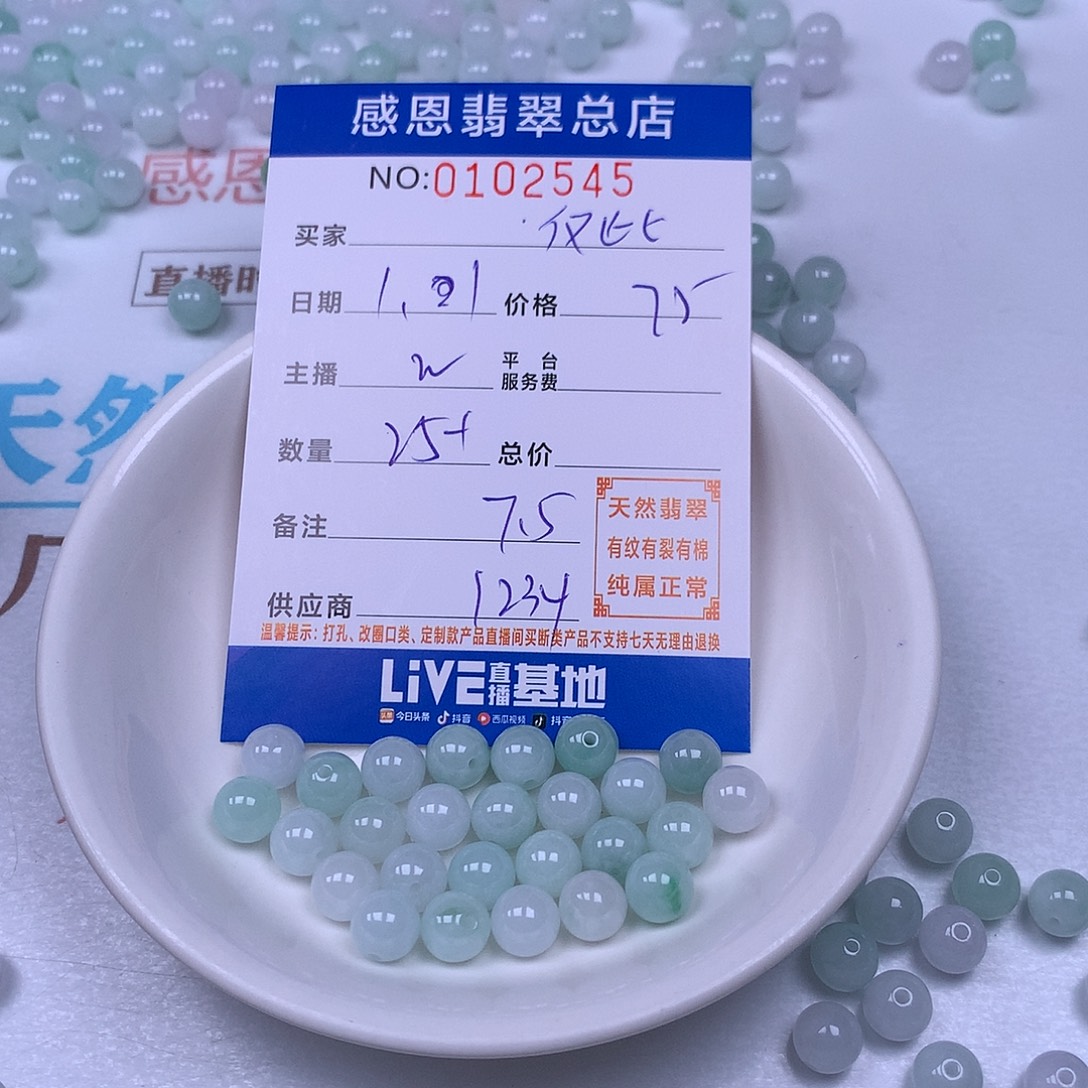 感恩翡翠总店
NO:0102545
买家 仅此
日期 1.21 价格 75
主播 平台服务费
数量 25+ 总价
备注 7.5
天然翡翠
有纹有裂有棉
纯属正常
供应商 1234
温馨提示：打孔、改圈口类、定制款产品直播间买断类产品不支持七天无理由退换
LiVE直播基地
头条 今日头条 抖音 西瓜视频 抖音
感恩
直播时
天然